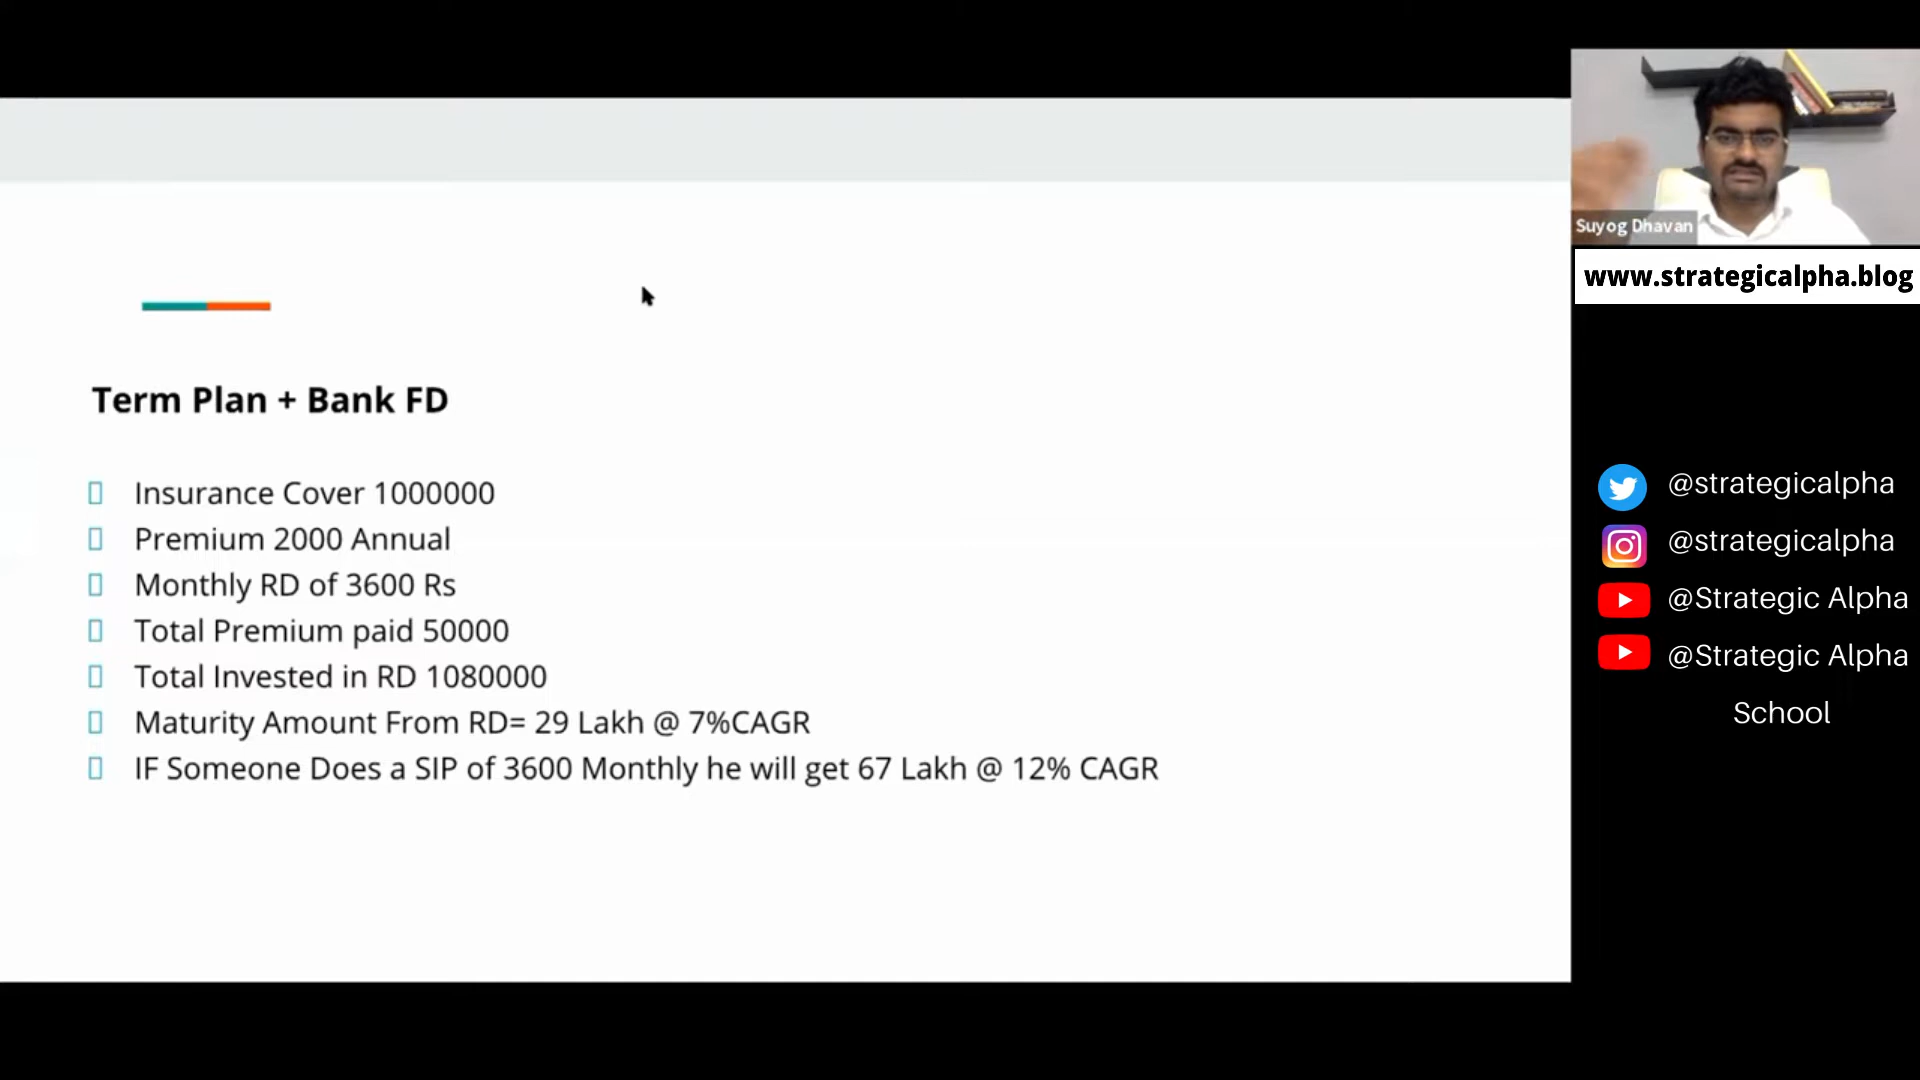 Term Plan + Bank FD
Insurance Cover 1000000
Premium 2000 Annual
Monthly RD of 3600 Rs
Total Premium paid 50000
Total Invested in RD 1080000
Maturity Amount From RD= 29 Lakh @ 7%CAGR
IF Someone Does a SIP of 3600 Monthly he will get 67 Lakh @ 12% CAGR
Suyog Dhavan
www.strategicalpha.blog
@strategicalpha
@strategicalpha
@Strategic Alpha
@Strategic Alpha
School